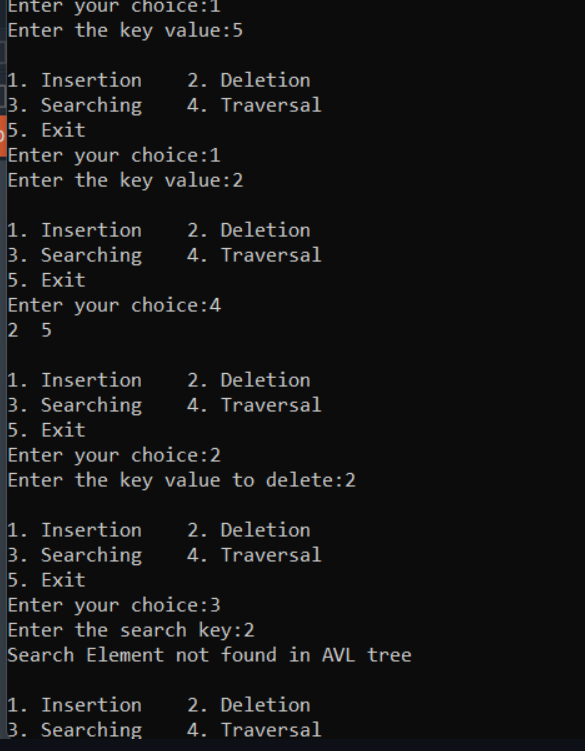 Enter your choice:1
Enter the key value:5
1. Insertion    2. Deletion
3. Searching    4. Traversal
5. Exit
Enter your choice:1
Enter the key value:2
1. Insertion    2. Deletion
3. Searching    4. Traversal
5. Exit
Enter your choice:4
2  5
1. Insertion    2. Deletion
3. Searching    4. Traversal
5. Exit
Enter your choice:2
Enter the key value to delete:2
1. Insertion    2. Deletion
3. Searching    4. Traversal
5. Exit
Enter your choice:3
Enter the search key:2
Search Element not found in AVL tree
1. Insertion    2. Deletion
3. Searching    4. Traversal